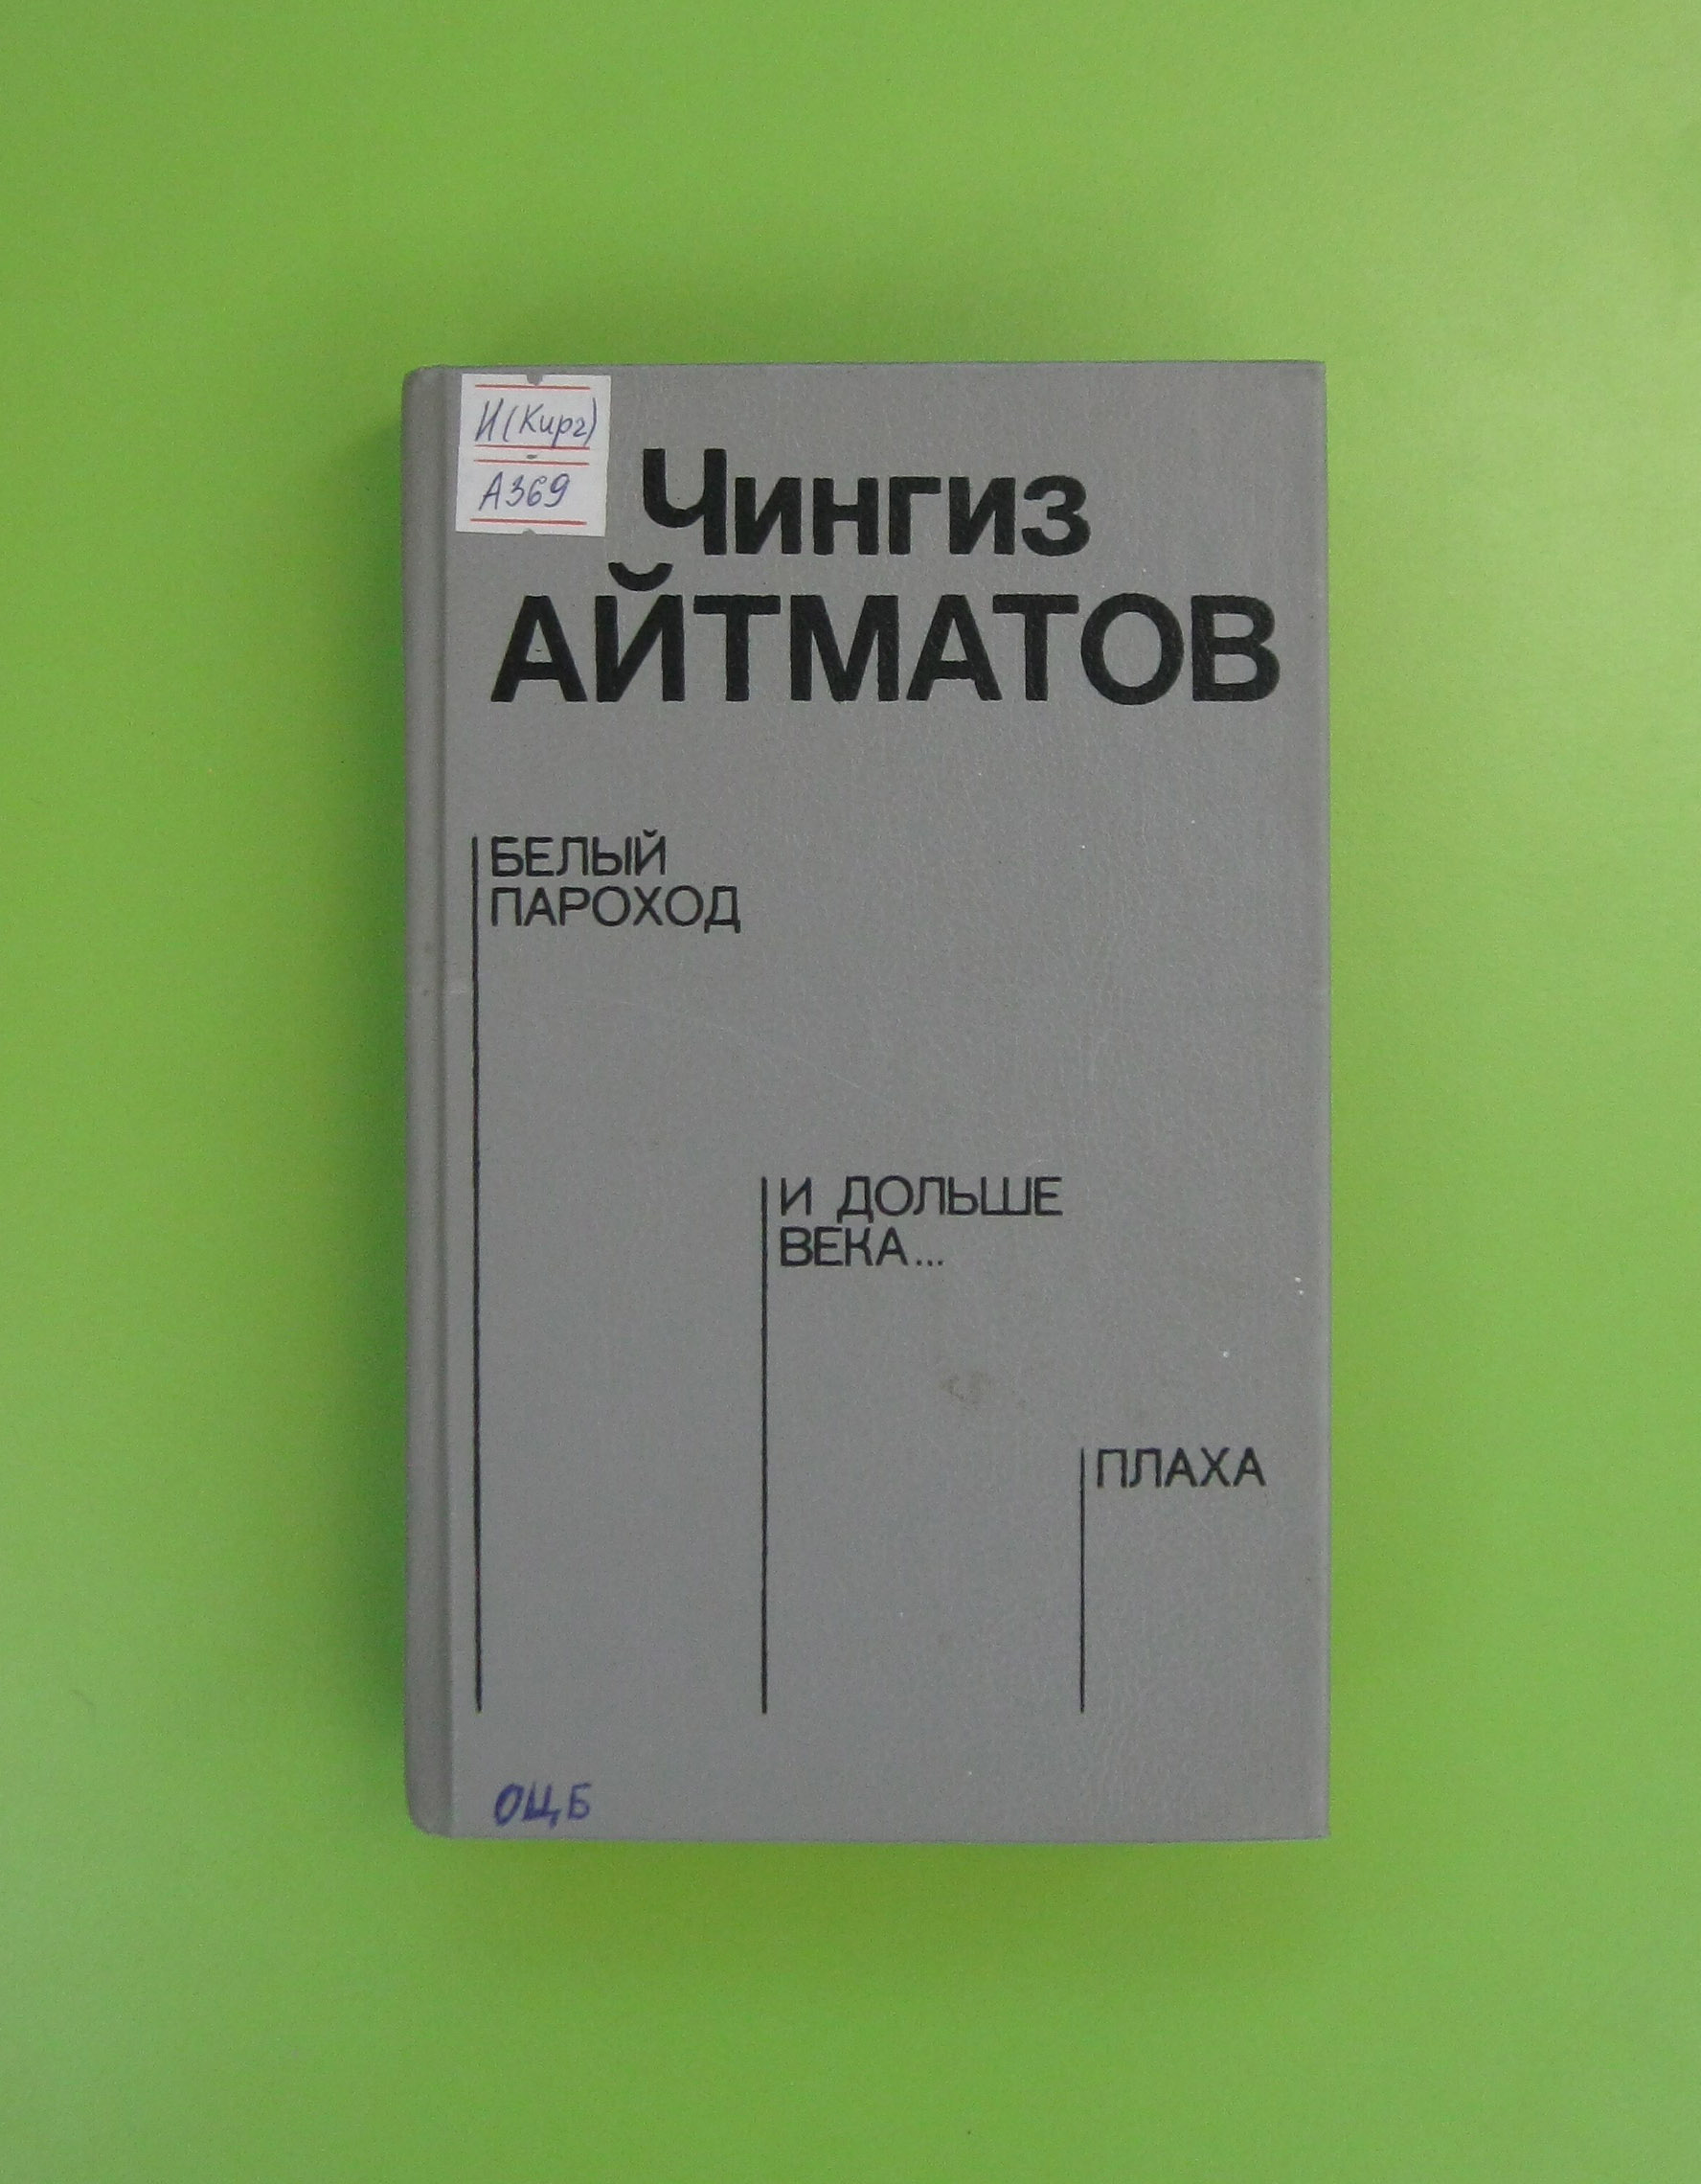 И(Кирг)
А369
Чингиз
АЙТМАТОВ
БЕЛЫЙ
ПАРОХОД
И ДОЛЬШЕ
ВЕКА...
ПЛАХА
ОЦБ